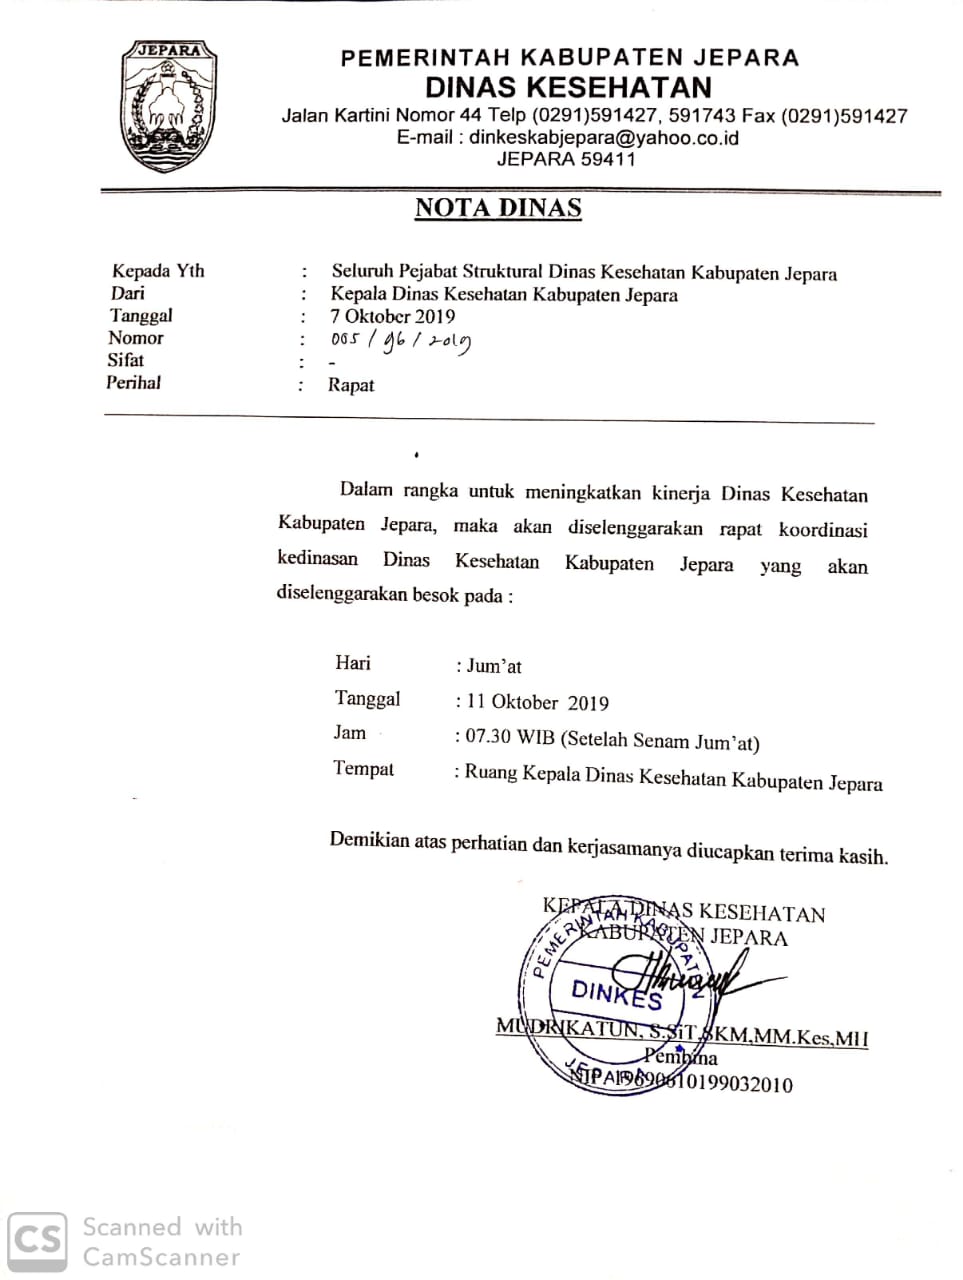 JEPARA
PEMERINTAH KABUPATEN JEPARA
DINAS KESEHATAN
Jalan Kartini Nomor 44 Telp (0291)591427, 591743 Fax (0291)591427
E-mail : dinkeskabjepara@yahoo.co.id
JEPARA 59411
NOTA DINAS
Kepada Yth : Seluruh Pejabat Struktural Dinas Kesehatan Kabupaten Jepara
Dari : Kepala Dinas Kesehatan Kabupaten Jepara
Tanggal : 7 Oktober 2019
Nomor : 005 / 96 / 2019
Sifat : -
Perihal : Rapat
Dalam rangka untuk meningkatkan kinerja Dinas Kesehatan
Kabupaten Jepara, maka akan diselenggarakan rapat koordinasi
kedinasan Dinas Kesehatan Kabupaten Jepara yang akan
diselenggarakan besok pada :
Hari : Jum'at
Tanggal : 11 Oktober 2019
Jam : 07.30 WIB (Setelah Senam Jum'at)
Tempat : Ruang Kepala Dinas Kesehatan Kabupaten Jepara
Demikian atas perhatian dan kerjasamanya diucapkan terima kasih.
KEPALA DINAS KESEHATAN
KABUPATEN JEPARA
PEMERINTAH KABUPATEN
DINKES
JEPARA
MUDRIKATUN, S.SiT,SKM,MM.Kes,MH
Pembina
NIP 196906101199032010
CS Scanned with
CamScanner